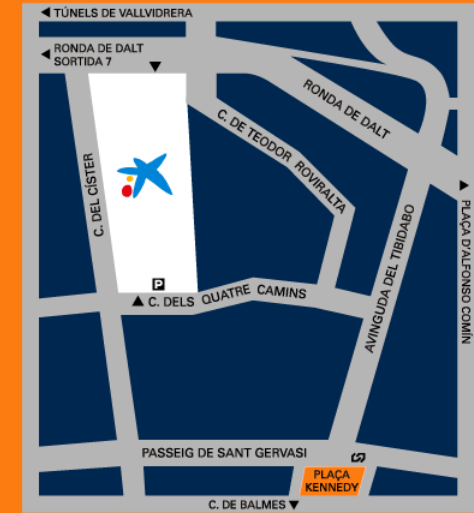 TÚNELS DE VALLVIDRERA
RONDA DE DALT
SORTIDA 7
RONDA DE DALT
C. DE TEODOR ROVIRALTA
C. DEL CÍSTER
AVINGUDA DEL TIBIDABO
PLAÇA D'ALFONSO COMÍN
P
C. DELS QUATRE CAMINS
PASSEIG DE SANT GERVASI
PLAÇA
KENNEDY
C. DE BALMES